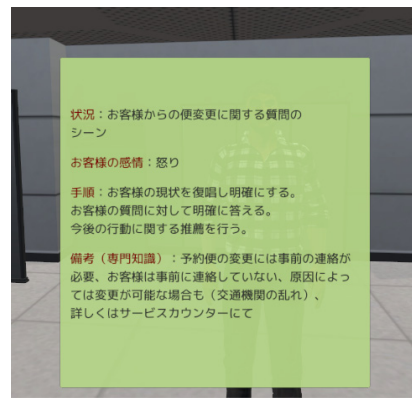 状況：お客様からの便変更に関する質問の
シーン
お客様の感情：怒り
手順：お客様の現状を復唱し明確にする。
お客様の質問に対して明確に答える。
今後の行動に関する推薦を行う。
備考（専門知識）：予約便の変更には事前の連絡が
必要、お客様は事前に連絡していない、原因によっ
ては変更が可能な場合も（交通機関の乱れ）、
詳しくはサービスカウンターにて